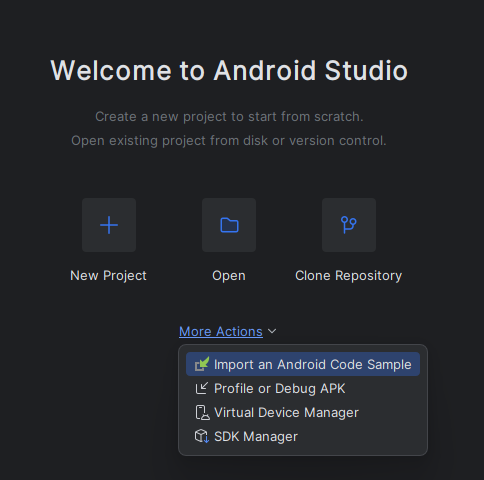 Welcome to Android Studio
Create a new project to start from scratch.
Open existing project from disk or version control.
New Project
Open
Clone Repository
More Actions
Import an Android Code Sample
Profile or Debug APK
Virtual Device Manager
SDK Manager